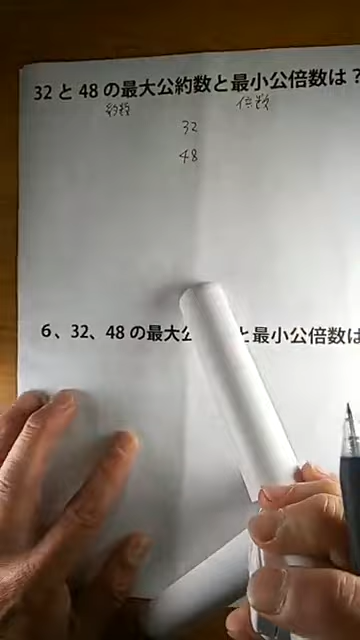 32 と 48 の最大公約数と最小公倍数は？
約数 倍数
32
48
6、32、48 の最大公 と最小公倍数は